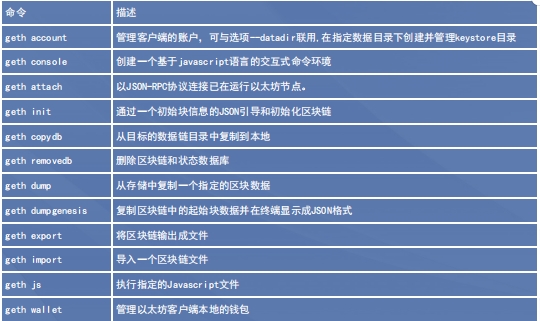 命令 描述
geth account 管理客户端的账户，可与选项--datadir联用,在指定数据目录下创建并管理keystore目录
geth console 创建一个基于javascript语言的交互式命令环境
geth attach 以JSON-RPC协议连接已在运行以太坊节点。
geth init 通过一个初始块信息的JSON引导和初始化区块链
geth copydb 从目标的数据链目录中复制到本地
geth removedb 删除区块链和状态数据库
geth dump 从存储中复制一个指定的区块数据
geth dumpgenesis 复制区块链中的起始块数据并在终端显示成JSON格式
geth export 将区块链输出成文件
geth import 导入一个区块链文件
geth js 执行指定的Javascript文件
geth wallet 管理以太坊客户端本地的钱包